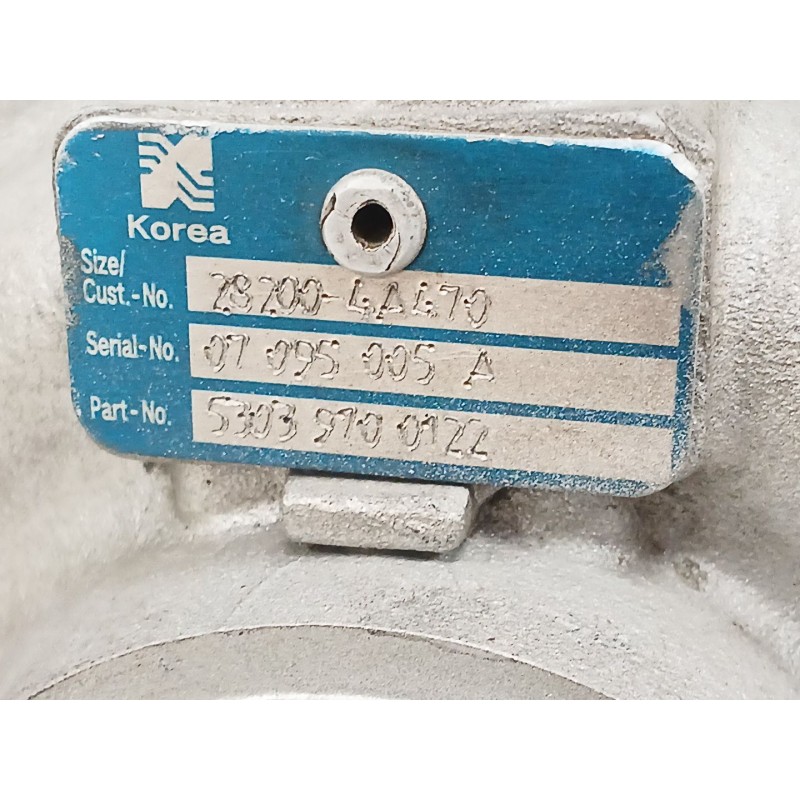 Korea
Size/
Cust.-No. 28200-4A470
Serial-No. 07 095 005 A
Part-No. 5303 970 0122